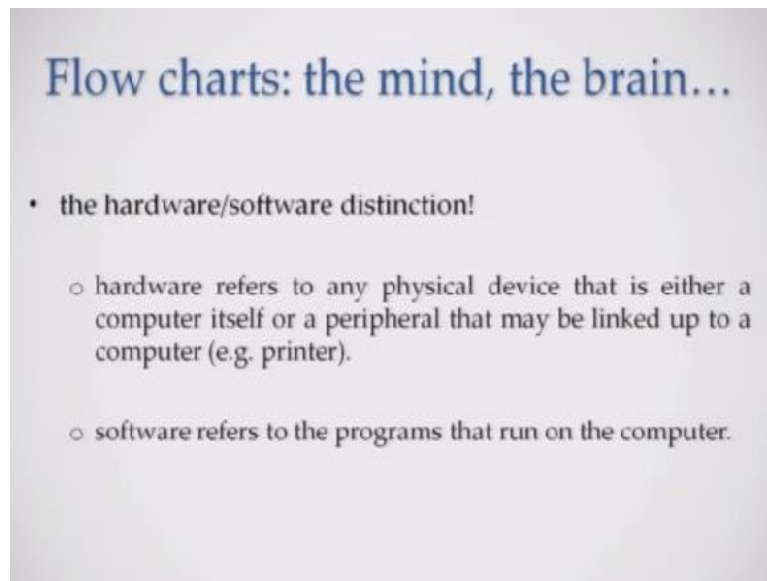 Flow charts: the mind, the brain...
• the hardware/software distinction!
o hardware refers to any physical device that is either a
computer itself or a peripheral that may be linked up to a
computer (e.g. printer).
o software refers to the programs that run on the computer.